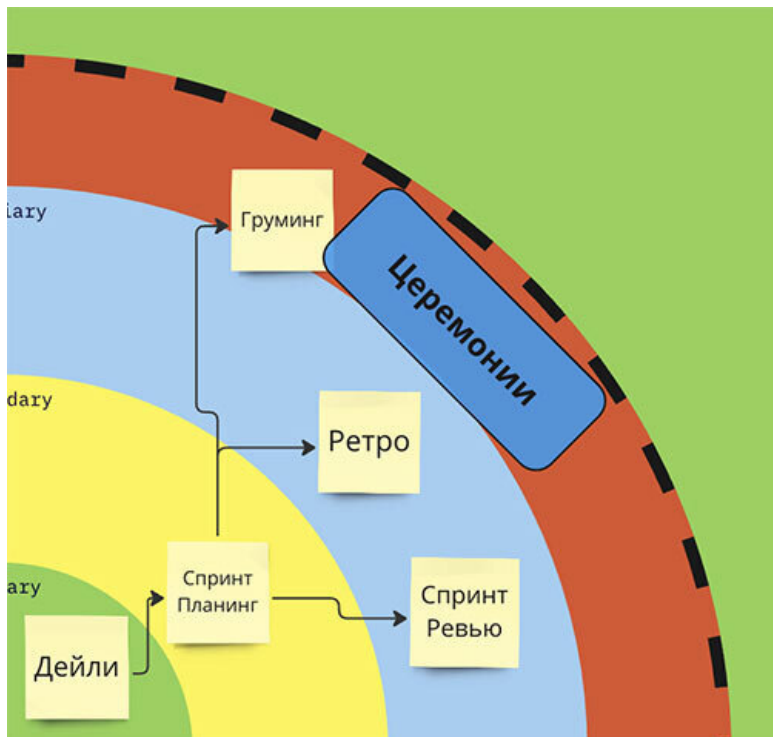 iary
Груминг
Церемонии
dary
Ретро
Спринт
Планинг
Спринт
Ревью
ary
Дейли